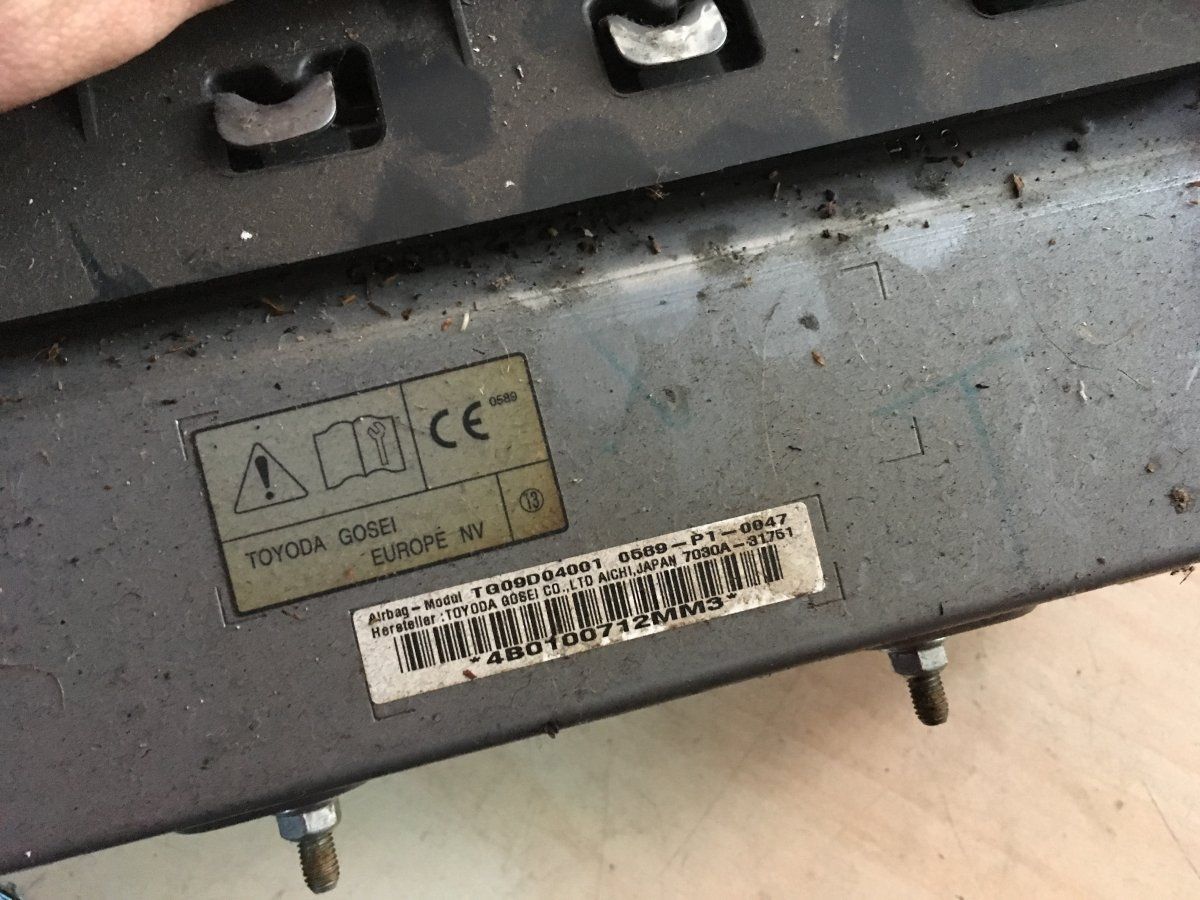 CE 0589
TOYODA GOSEI
EUROPE NV
13
Airbag-Modul TG09D04001 0589-P1-0047
Hersteller :TOYODA GOSEI CO.,LTD AICHI,JAPAN 7030A-31751
*4B0100712MM3*
T